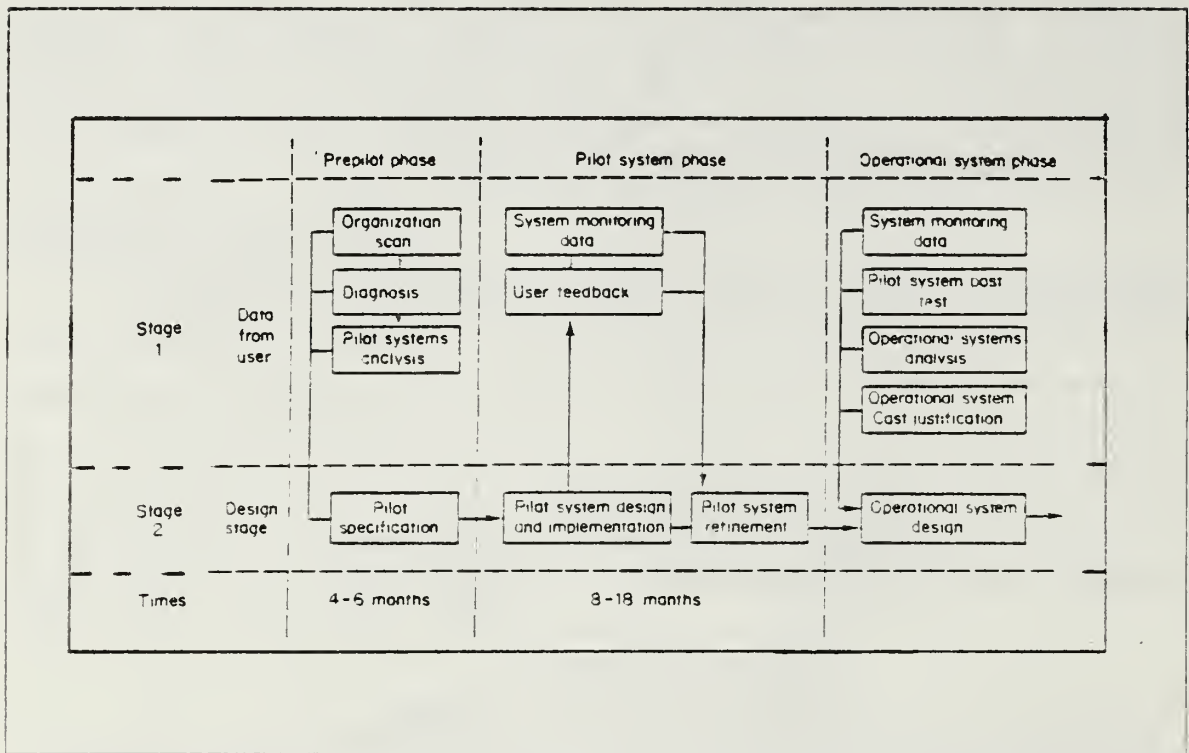 Prepilot phase
Pilot system phase
Operational system phase
Stage
1
Data
from
user
Organization
scan
Diagnosis
Pilot systems
analysis
System monitoring
data
User feedback
System monitoring
data
Pilot system post
test
Operational systems
analysis
Operational system
Cost justification
Stage
2
Design
stage
Pilot
specification
Pilot system design
and implementation
Pilot system
refinement
Operational system
design
Times
4-6 months
8-18 months